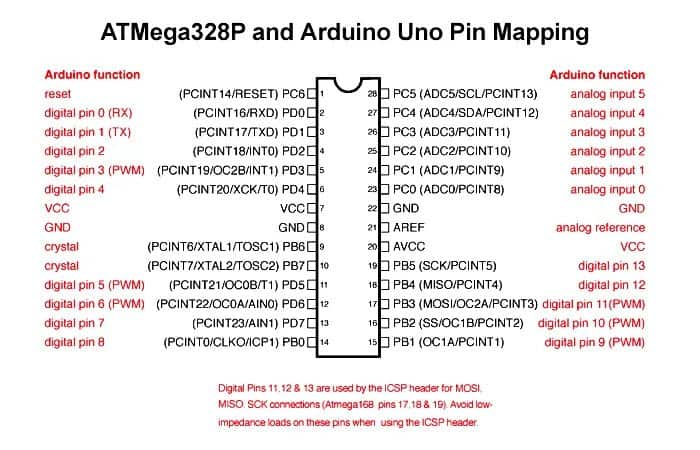 ATMega328P and Arduino Uno Pin Mapping
Arduino function Arduino function
reset (PCINT14/RESET) PC6 1 28 PC5 (ADC5/SCL/PCINT13) analog input 5
digital pin 0 (RX) (PCINT16/RXD) PD0 2 27 PC4 (ADC4/SDA/PCINT12) analog input 4
digital pin 1 (TX) (PCINT17/TXD) PD1 3 26 PC3 (ADC3/PCINT11) analog input 3
digital pin 2 (PCINT18/INT0) PD2 4 25 PC2 (ADC2/PCINT10) analog input 2
digital pin 3 (PWM) (PCINT19/OC2B/INT1) PD3 5 24 PC1 (ADC1/PCINT9) analog input 1
digital pin 4 (PCINT20/XCK/T0) PD4 6 23 PC0 (ADC0/PCINT8) analog input 0
VCC VCC 7 22 GND GND
GND GND 8 21 AREF analog reference
crystal (PCINT6/XTAL1/TOSC1) PB6 9 20 AVCC VCC
crystal (PCINT7/XTAL2/TOSC2) PB7 10 19 PB5 (SCK/PCINT5) digital pin 13
digital pin 5 (PWM) (PCINT21/OC0B/T1) PD5 11 18 PB4 (MISO/PCINT4) digital pin 12
digital pin 6 (PWM) (PCINT22/OC0A/AIN0) PD6 12 17 PB3 (MOSI/OC2A/PCINT3) digital pin 11(PWM)
digital pin 7 (PCINT23/AIN1) PD7 13 16 PB2 (SS/OC1B/PCINT2) digital pin 10 (PWM)
digital pin 8 (PCINT0/CLKO/ICP1) PB0 14 15 PB1 (OC1A/PCINT1) digital pin 9 (PWM)
Digital Pins 11,12 & 13 are used by the ICSP header for MOSI,
MISO, SCK connections (Atmega168 pins 17,18 & 19). Avoid low-
impedance loads on these pins when using the ICSP header.